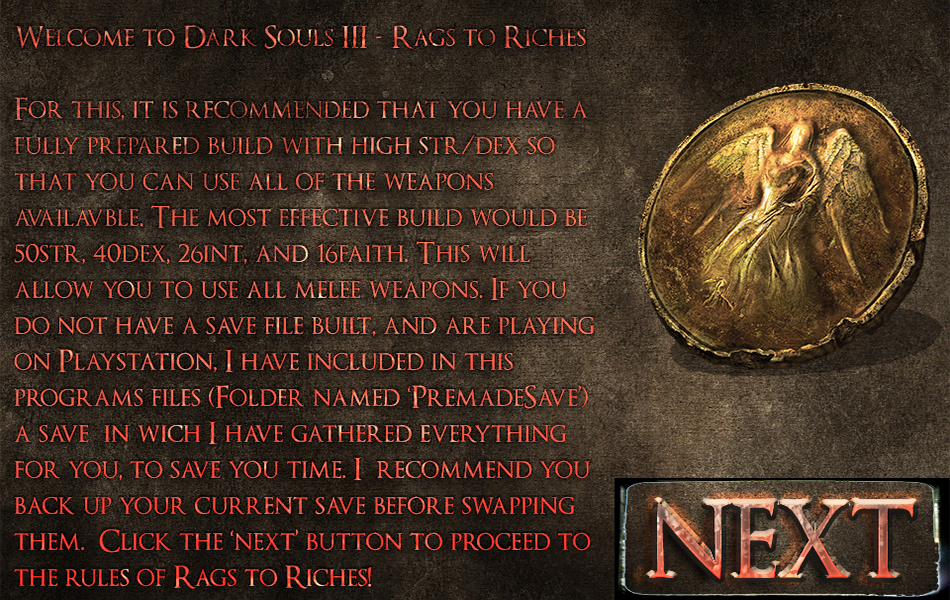 Welcome to Dark Souls III - Rags to Riches
For this, it is recommended that you have a
fully prepared build with high str/dex so
that you can use all of the weapons
availavble. The most effective build would be
50str, 40dex, 26int, and 16faith. This will
allow you to use all melee weapons. If you
do not have a save file built, and are playing
on Playstation, I have included in this
programs files (Folder named 'PremadeSave')
a save in wich I have gathered everything
for you, to save you time. I recommend you
back up your current save before swapping
them. Click the 'next' button to proceed to
the rules of Rags to Riches!
NEXT